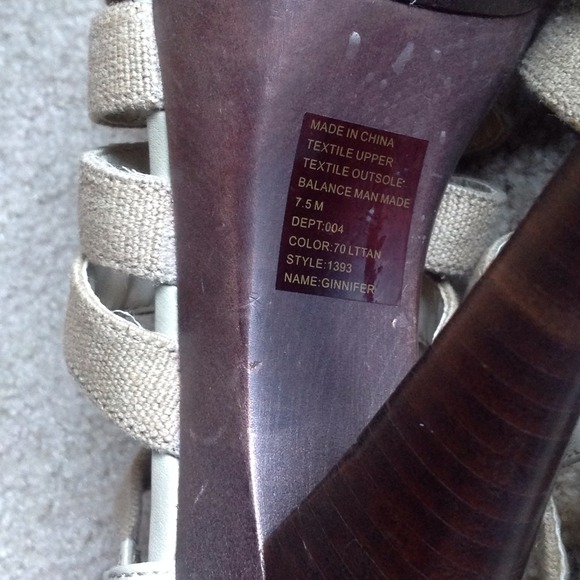 MADE IN CHINA
TEXTILE UPPER
TEXTILE OUTSOLE:
BALANCE MAN MADE
7.5 M
DEPT:004
COLOR:70 LTTAN
STYLE:1393
NAME:GINNIFER